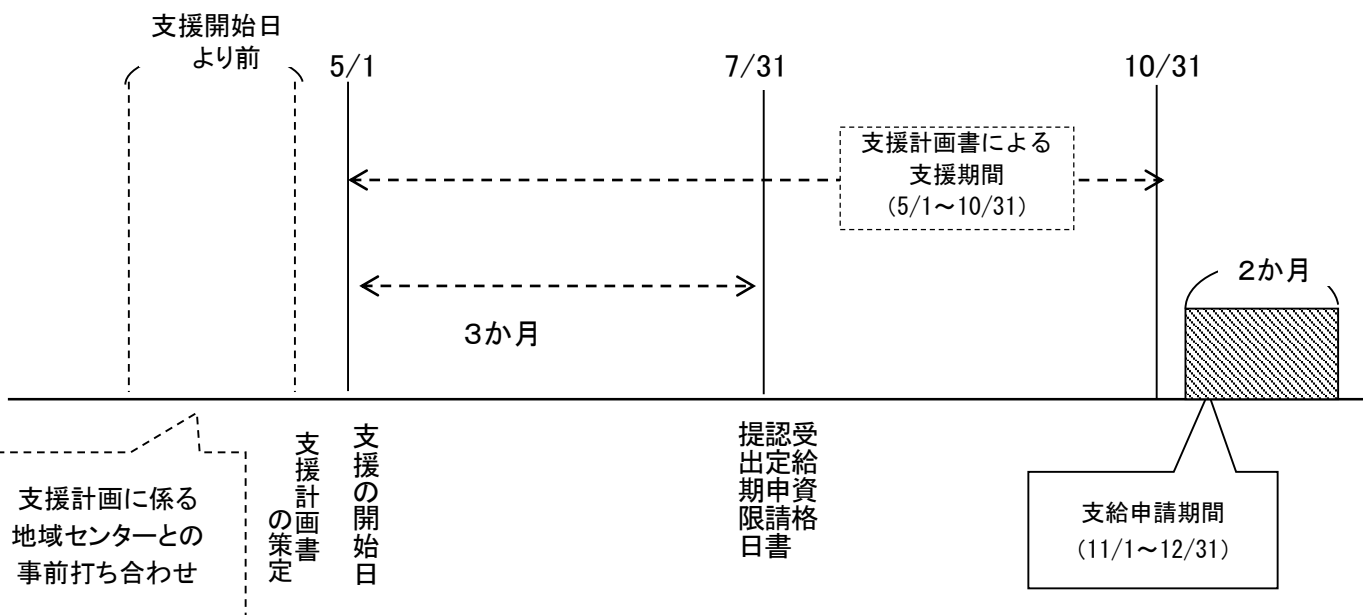 支援開始日
より前
5/1
7/31
10/31
支援計画書による
支援期間
(5/1～10/31)
2か月
3か月
支援計画に係る
地域センターとの
事前打ち合わせ
支援計画書
の策定
支援の開始日
受給資格
認定申請書
提出期限日
支給申請期間
(11/1～12/31)